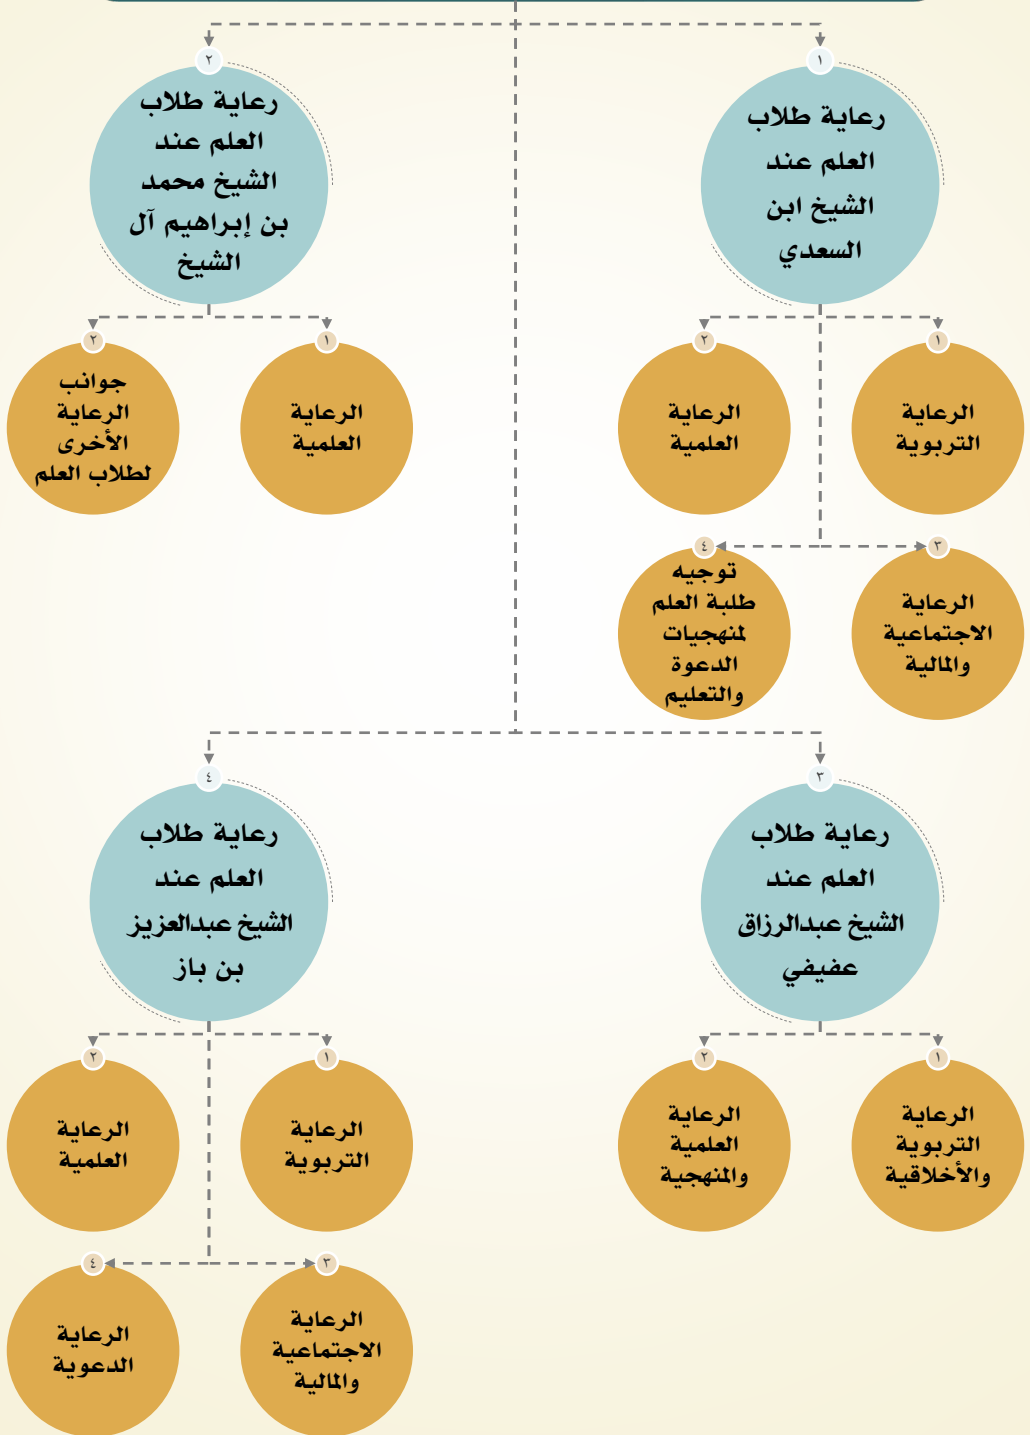 ١
رعاية طلاب
العلم عند
الشيخ ابن
السعدي
١
الرعاية
التربوية
٢
الرعاية
العلمية
٣
الرعاية
الاجتماعية
والمالية
٤
توجيه
طلبة العلم
لمنهجيات
الدعوة
والتعليم
٢
رعاية طلاب
العلم عند
الشيخ محمد
بن إبراهيم آل
الشيخ
١
الرعاية
العلمية
٢
جوانب
الرعاية
الأخرى
لطلاب العلم
٣
رعاية طلاب
العلم عند
الشيخ عبدالرزاق
عفيفي
١
الرعاية
التربوية
والأخلاقية
٢
الرعاية
العلمية
والمنهجية
٤
رعاية طلاب
العلم عند
الشيخ عبدالعزيز
بن باز
١
الرعاية
التربوية
٢
الرعاية
العلمية
٣
الرعاية
الاجتماعية
والمالية
٤
الرعاية
الدعوية